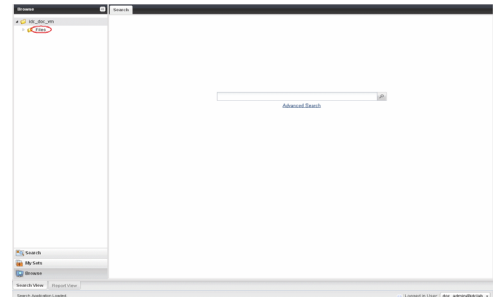 Browse
Search
Files
Advanced Search
Search
My Sets
Browse
Search View
Report View
Search Application Loaded.
Logged in User: